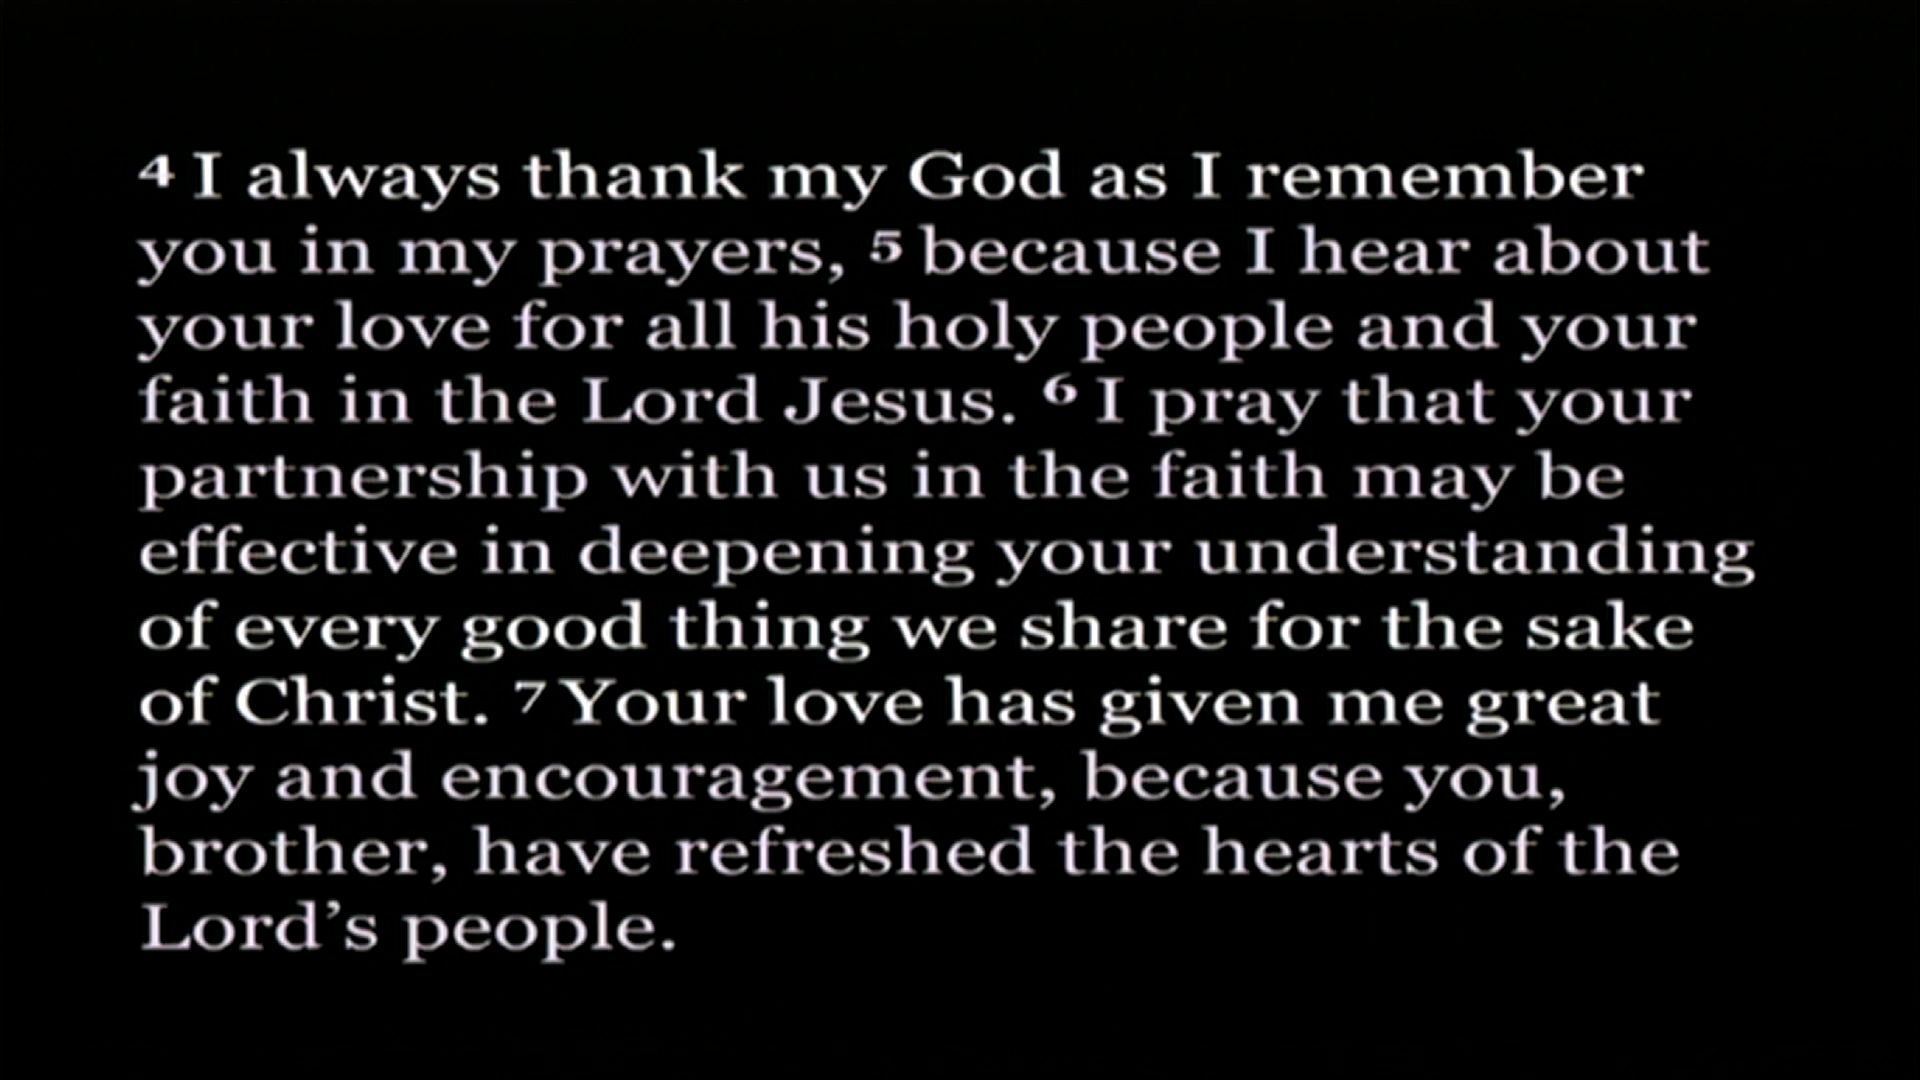 4 I always thank my God as I remember
you in my prayers, 5 because I hear about
your love for all his holy people and your
faith in the Lord Jesus. 6 I pray that your
partnership with us in the faith may be
effective in deepening your understanding
of every good thing we share for the sake
of Christ. 7 Your love has given me great
joy and encouragement, because you,
brother, have refreshed the hearts of the
Lord’s people.